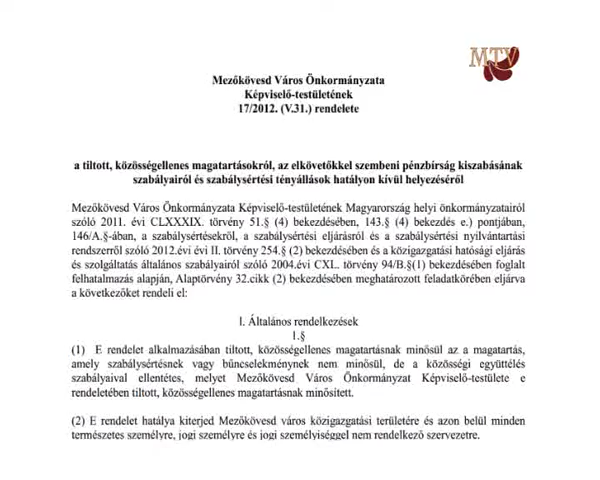 MTV
Mezőkövesd Város Önkormányzata
Képviselő-testületének
17/2012. (V.31.) rendelete
a tiltott, közösségellenes magatartásokról, az elkövetőkkel szembeni pénzbírság kiszabásának
szabályairól és szabálysértési tényállások hatályon kívül helyezéséről
Mezőkövesd Város Önkormányzata Képviselő-testületének Magyarország helyi önkormányzatairól
szóló 2011. évi CLXXXIX. törvény 51.§ (4) bekezdésében, 143.§ (4) bekezdés e.) pontjában,
146/A.§-ában, a szabálysértésekről, a szabálysértési eljárásról és a szabálysértési nyilvántartási
rendszerről szóló 2012.évi évi II. törvény 254.§ (2) bekezdésében és a közigazgatási hatósági eljárás
és szolgáltatás általános szabályairól szóló 2004.évi CXL. törvény 94/B.§(1) bekezdésében foglalt
felhatalmazás alapján, Alaptörvény 32.cikk (2) bekezdésében meghatározott feladatkörében eljárva
a következőket rendeli el:
I. Általános rendelkezések
1.§
(1) E rendelet alkalmazásában tiltott, közösségellenes magatartásnak minősül az a magatartás,
amely szabálysértésnek vagy bűncselekménynek nem minősül, de a közösségi együttélés
szabályaival ellentétes, melyet Mezőkövesd Város Önkormányzat Képviselő-testülete e
rendeletében tiltott, közösségellenes magatartásnak minősített.
(2) E rendelet hatálya kiterjed Mezőkövesd város közigazgatási területére és azon belül minden
természetes személyre, jogi személyre és jogi személyiséggel nem rendelkező szervezetre.